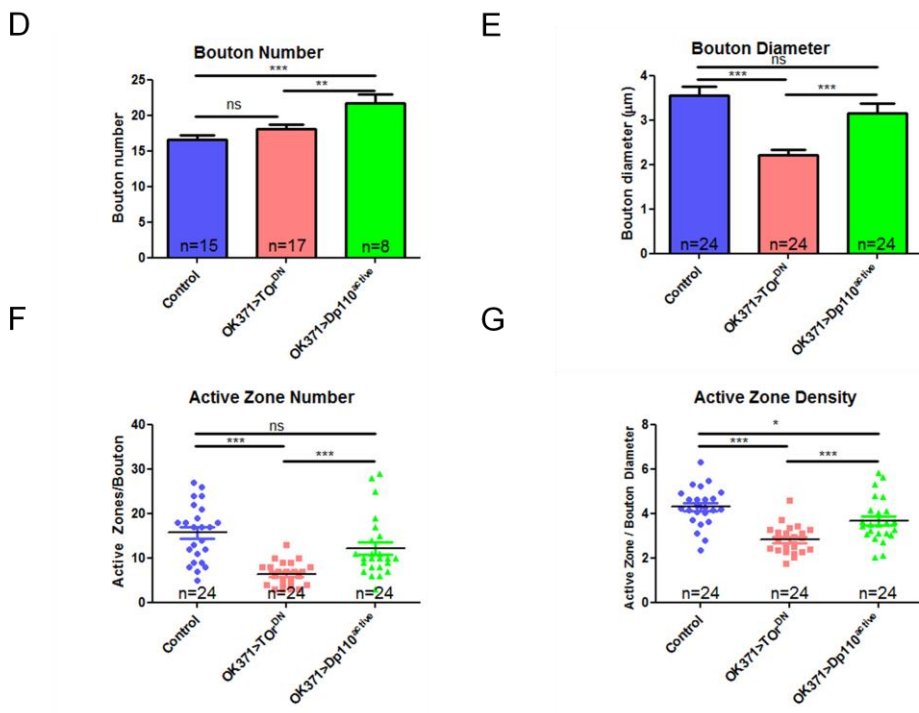 D
Bouton Number
***
**
ns
Bouton number
25
20
15
10
5
0
n=15
n=17
n=8
Control
OK371>TOr^DN
OK371>Dp110^active
E
Bouton Diameter
ns
***
***
Bouton diameter (µm)
4
3
2
1
0
n=24
n=24
n=24
Control
OK371>TOr^DN
OK371>Dp110^active
F
Active Zone Number
ns
***
***
Active Zones/Bouton
40
30
20
10
0
n=24
n=24
n=24
Control
OK371>TOr^DN
OK371>Dp110^active
G
Active Zone Density
*
***
***
Active Zone / Bouton Diameter
8
6
4
2
0
n=24
n=24
n=24
Control
OK371>TOr^DN
OK371>Dp110^active